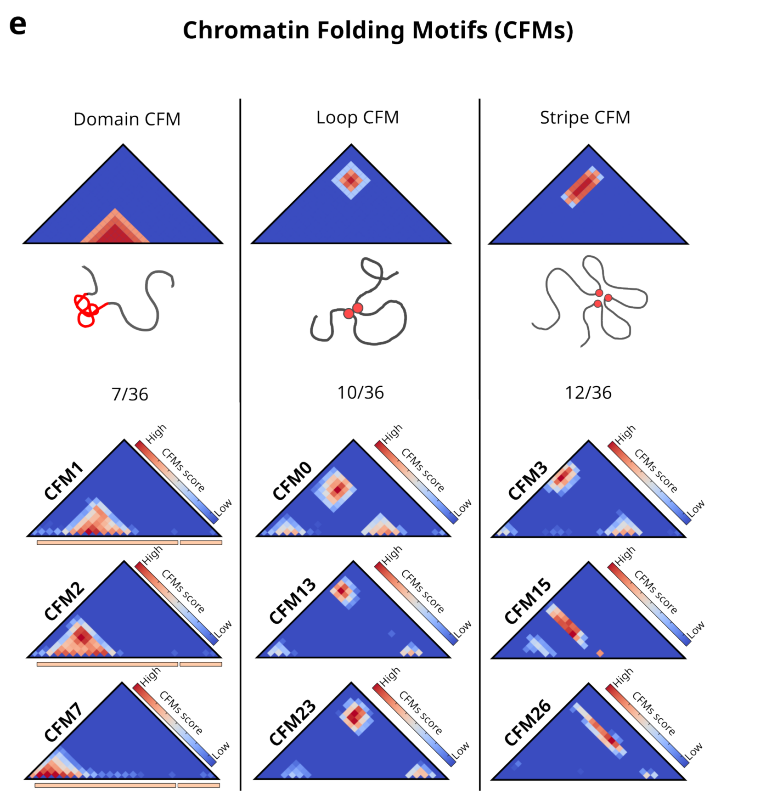 e
Chromatin Folding Motifs (CFMs)
Domain CFM
Loop CFM
Stripe CFM
7/36
10/36
12/36
CFM1
High
CFMs score
Low
CFM0
High
CFMs score
Low
CFM3
High
CFMs score
Low
CFM2
High
CFMs score
Low
CFM13
High
CFMs score
Low
CFM15
High
CFMs score
Low
CFM7
High
CFMs score
Low
CFM23
High
CFMs score
Low
CFM26
High
CFMs score
Low